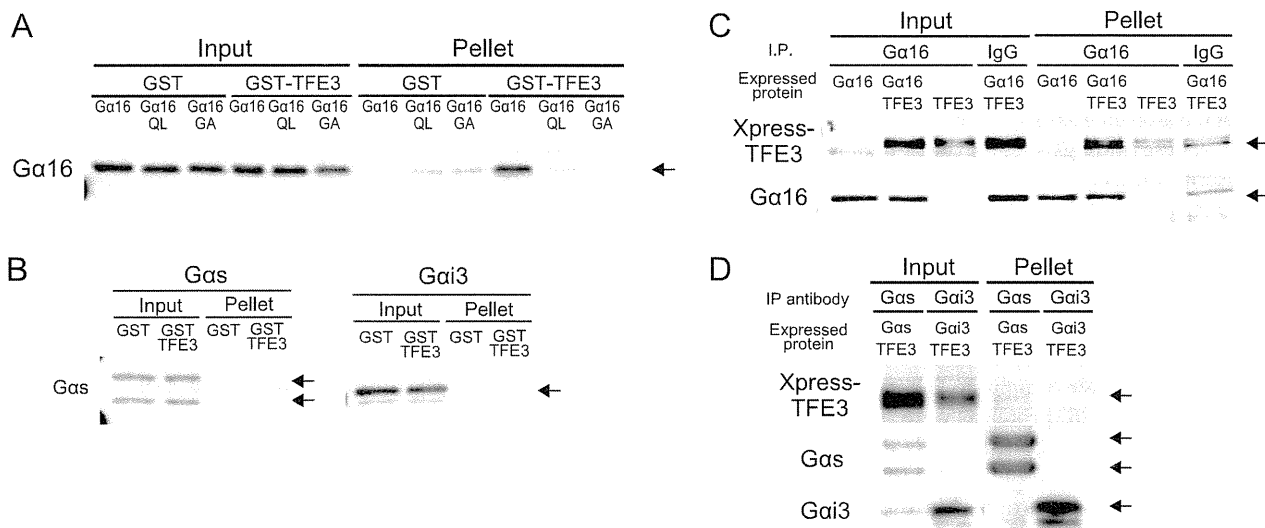 A
Input Pellet
GST GST-TFE3 GST GST-TFE3
Gα16 Gα16 Gα16 Gα16 Gα16 Gα16 Gα16 Gα16 Gα16 Gα16 Gα16 Gα16
QL GA QL GA QL GA QL GA
Gα16
B
Gαs Gαi3
Input Pellet Input Pellet
GST GST GST GST GST GST GST GST
TFE3 TFE3 TFE3 TFE3
Gαs
C
Input Pellet
I.P. Gα16 IgG Gα16 IgG
Expressed Gα16 Gα16 Gα16 Gα16 Gα16 Gα16
protein TFE3 TFE3 TFE3 TFE3 TFE3 TFE3
Xpress-
TFE3
Gα16
D
Input Pellet
IP antibody Gαs Gαi3 Gαs Gαi3
Expressed Gαs Gαi3 Gαs Gαi3
protein TFE3 TFE3 TFE3 TFE3
Xpress-
TFE3
Gαs
Gαi3